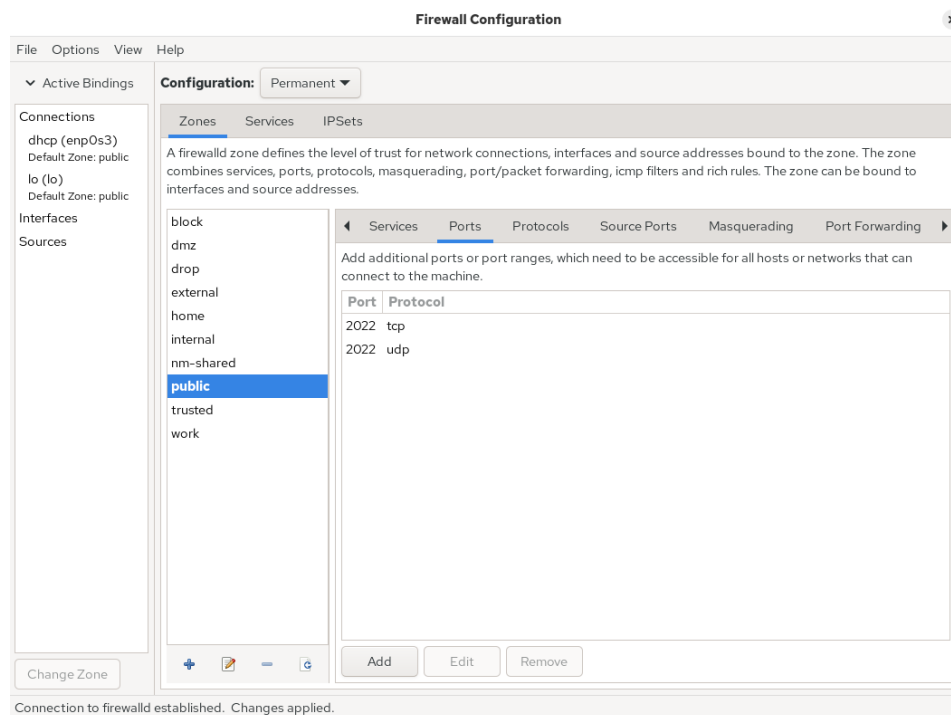 Firewall Configuration
File Options View Help
Active Bindings
Configuration: Permanent
Connections
dhcp (enp0s3)
Default Zone: public
lo (lo)
Default Zone: public
Interfaces
Sources
Change Zone
Zones Services IPSets
A firewalld zone defines the level of trust for network connections, interfaces and source addresses bound to the zone. The zone
combines services, ports, protocols, masquerading, port/packet forwarding, icmp filters and rich rules. The zone can be bound to
interfaces and source addresses.
block
dmz
drop
external
home
internal
nm-shared
public
trusted
work
Services Ports Protocols Source Ports Masquerading Port Forwarding
Add additional ports or port ranges, which need to be accessible for all hosts or networks that can
connect to the machine.
Port Protocol
2022 tcp
2022 udp
Add Edit Remove
Connection to firewalld established. Changes applied.